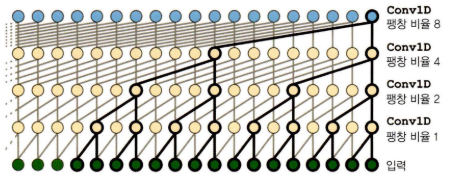 Conv1D
팽창 비율 8
Conv1D
팽창 비율 4
Conv1D
팽창 비율 2
Conv1D
팽창 비율 1
입력